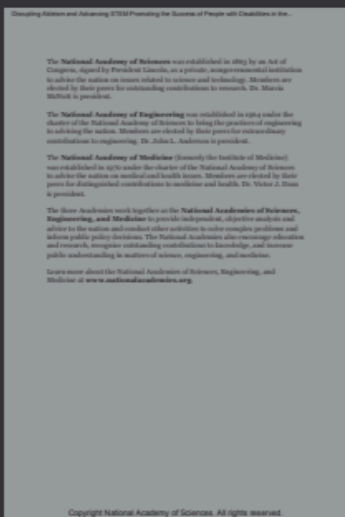 Disrupting Ableism and Advancing STEM Promoting the Success of People with Disabilities in the...
The National Academy of Sciences was established in 1863 by an Act of
Congress, signed by President Lincoln, as a private, nongovernmental institution
to advise the nation on issues related to science and technology. Members are
elected by their peers for outstanding contributions to research. Dr. Marcia
McNutt is president.
The National Academy of Engineering was established in 1964 under the
charter of the National Academy of Sciences to bring the practices of engineering
to advising the nation. Members are elected by their peers for extraordinary
contributions to engineering. Dr. John L. Anderson is president.
The National Academy of Medicine (formerly the Institute of Medicine)
was established in 1970 under the charter of the National Academy of Sciences
to advise the nation on medical and health issues. Members are elected by their
peers for distinguished contributions to medicine and health. Dr. Victor J. Dzau
is president.
The three Academies work together as the National Academies of Sciences,
Engineering, and Medicine to provide independent, objective analysis and
advice to the nation and conduct other activities to solve complex problems and
inform public policy decisions. The National Academies also encourage education
and research, recognize outstanding contributions to knowledge, and increase
public understanding in matters of science, engineering, and medicine.
Learn more about the National Academies of Sciences, Engineering, and
Medicine at www.nationalacademies.org.
Copyright National Academy of Sciences. All rights reserved.